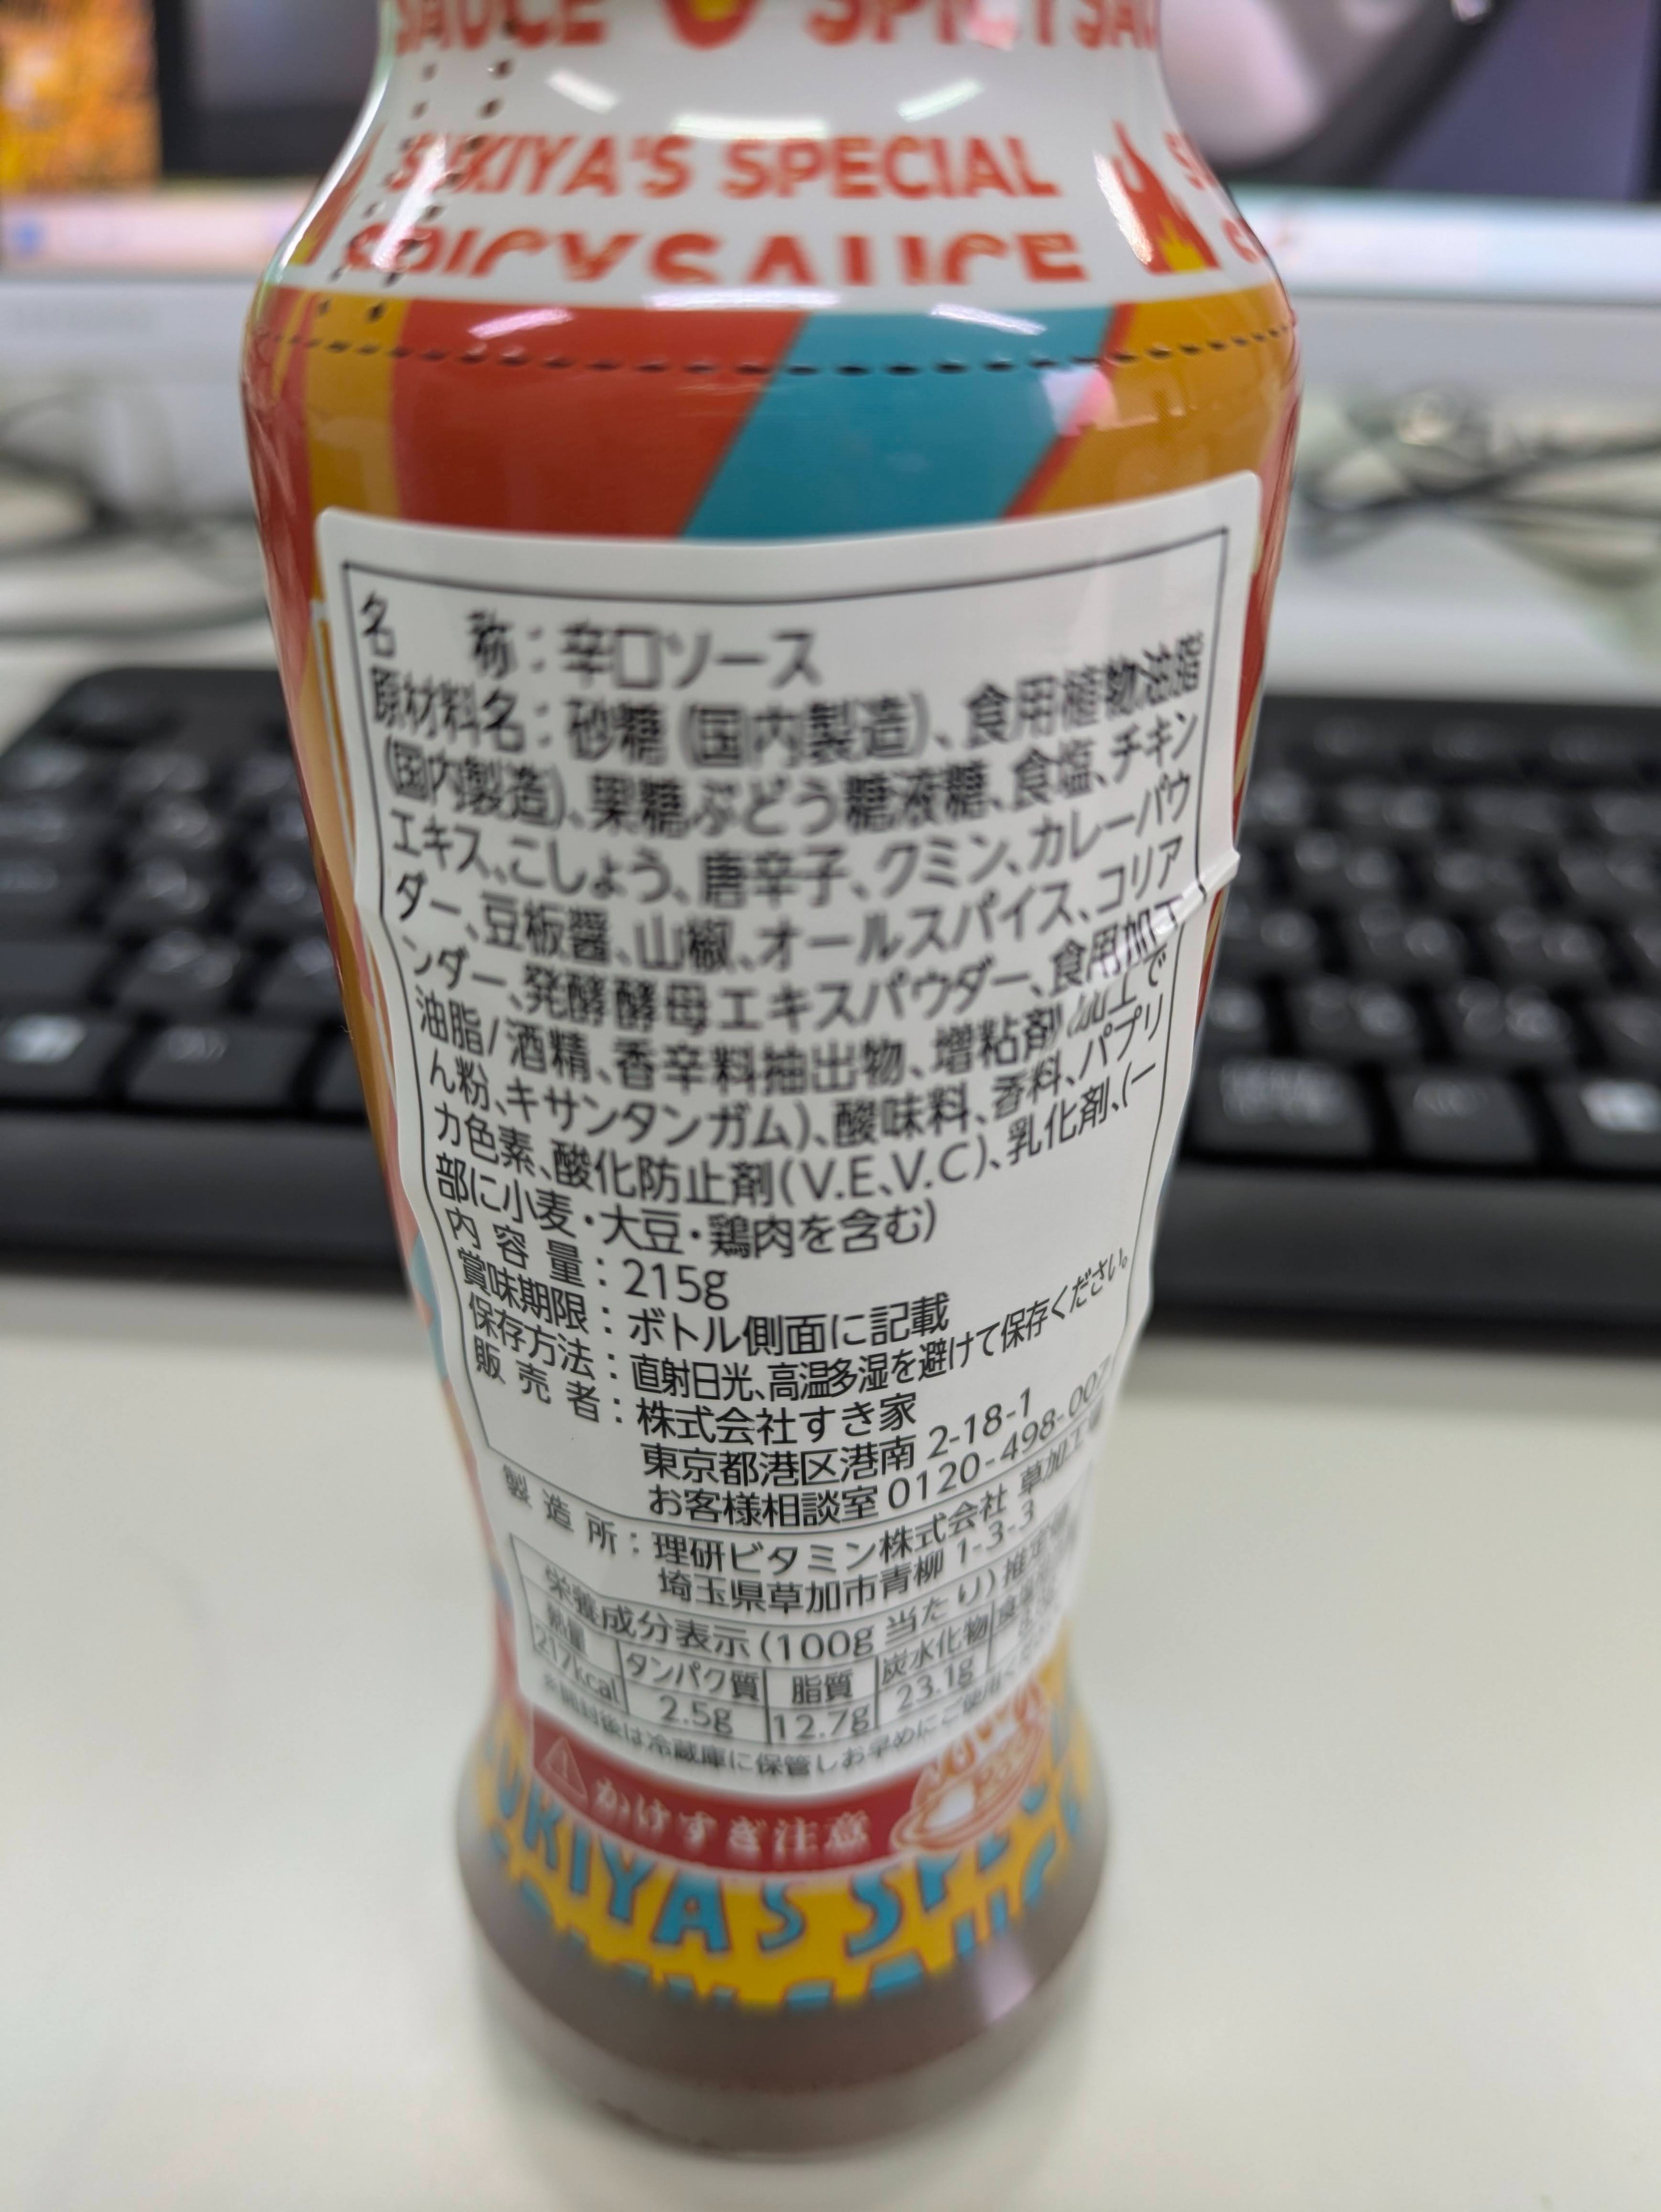 SAUCE SPICY SA
SUKIYA'S SPECIAL
SPICY SAUCE
名 称：辛口ソース
原材料名：砂糖（国内製造）、食用植物油脂
（国内製造）、果糖ぶどう糖液糖、食塩、チキン
エキス、こしょう、唐辛子、クミン、カレーパウ
ダー、豆板醤、山椒、オールスパイス、コリア
ンダー、発酵酵母エキスパウダー、食用加工
油脂/酒精、香辛料抽出物、増粘剤（加工で
ん粉、キサンタンガム）、酸味料、香料、パプリ
カ色素、酸化防止剤(V.E、V.C)、乳化剤、（一
部に小麦・大豆・鶏肉を含む）
内容量：215g
賞味期限：ボトル側面に記載
保存方法：直射日光、高温多湿を避けて保存ください。
販売者：株式会社すき家
東京都港区港南 2-18-1
お客様相談室 0120-498-007
製造所：理研ビタミン株式会社 草加工場
埼玉県草加市青柳 1-3-3
栄養成分表示（100g 当たり）推定値
熱量 タンパク質 脂質 炭水化物
217kcal 2.5g 12.7g 23.1g
※開封後は冷蔵庫に保管しお早めにご使用ください
かけすぎ注意
SUKIYA'S SPEC